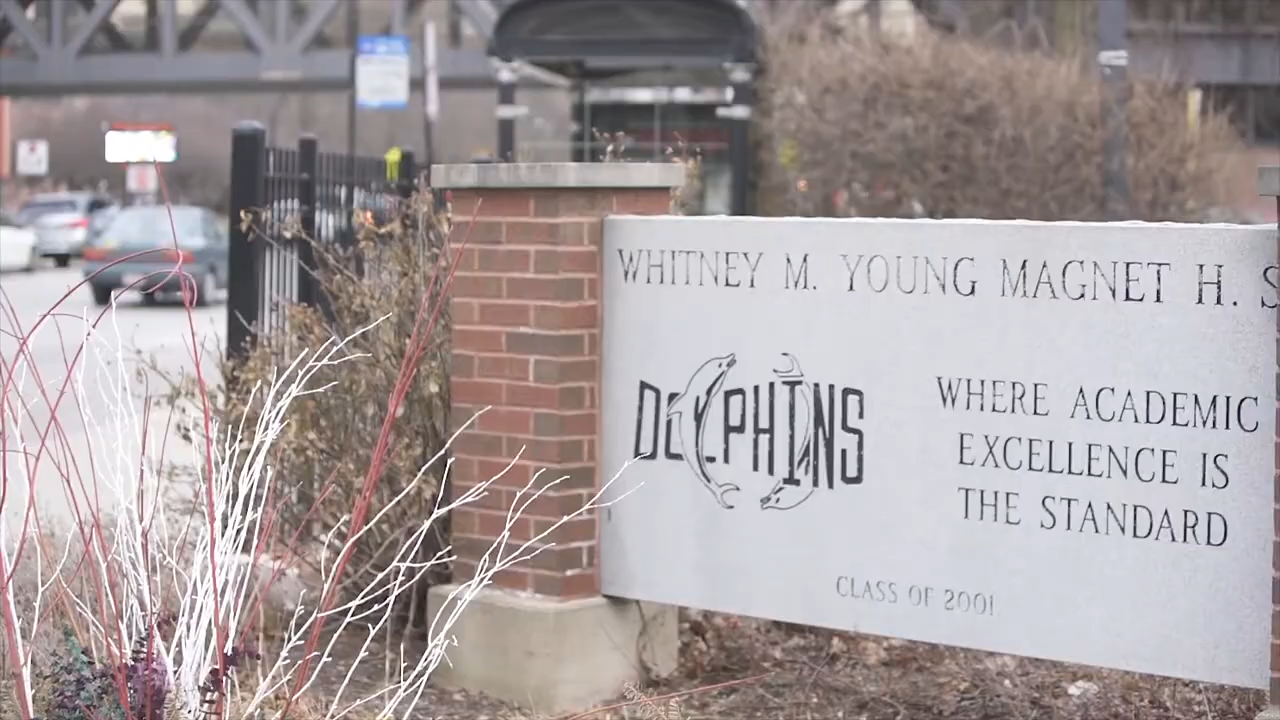 WHITNEY M. YOUNG MAGNET H. S
DOLPHINS
WHERE ACADEMIC
EXCELLENCE IS
THE STANDARD
CLASS OF 2001